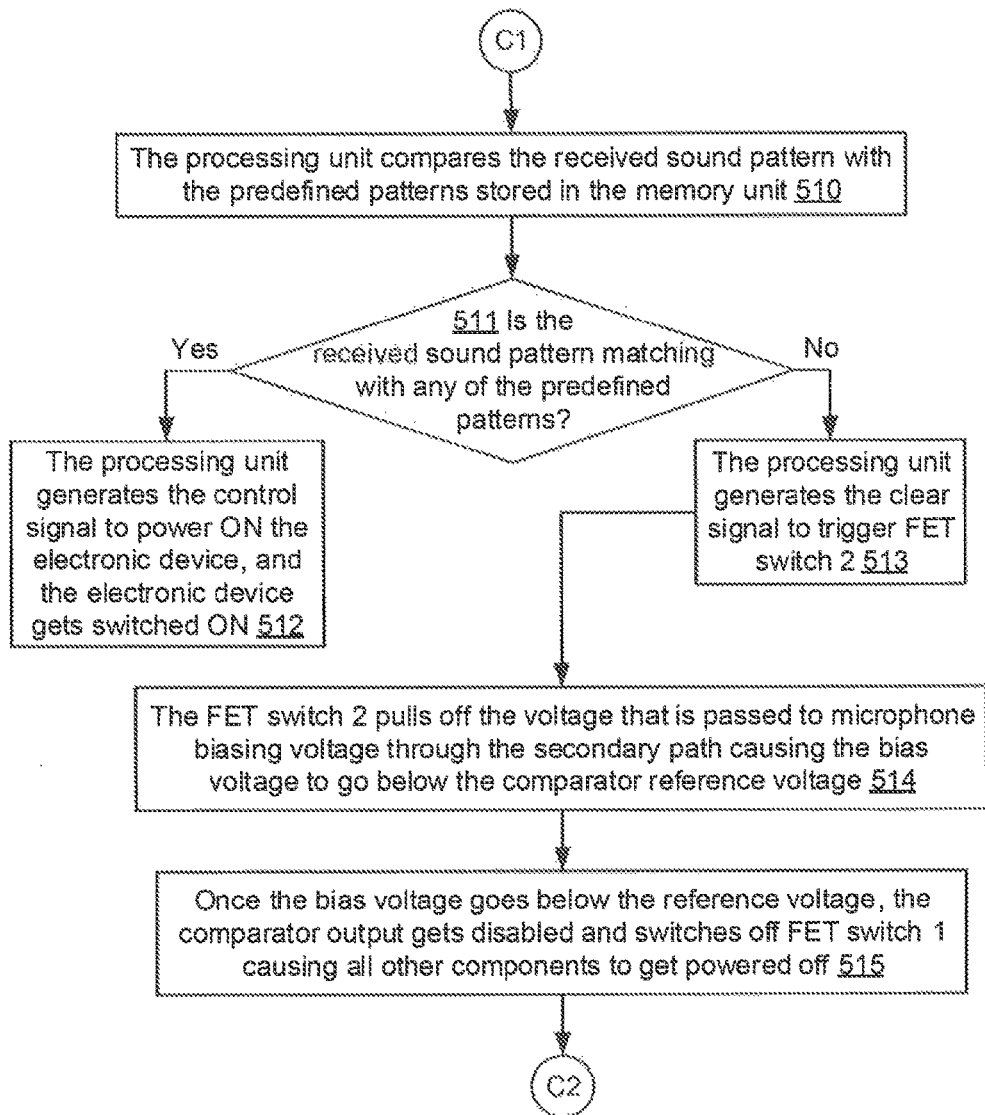 C1
The processing unit compares the received sound pattern with
the predefined patterns stored in the memory unit 510
511 Is the
received sound pattern matching
with any of the predefined
patterns?
Yes
No
The processing unit
generates the control
signal to power ON the
electronic device, and
the electronic device
gets switched ON 512
The processing unit
generates the clear
signal to trigger FET
switch 2 513
The FET switch 2 pulls off the voltage that is passed to microphone
biasing voltage through the secondary path causing the bias
voltage to go below the comparator reference voltage 514
Once the bias voltage goes below the reference voltage, the
comparator output gets disabled and switches off FET switch 1
causing all other components to get powered off 515
C2